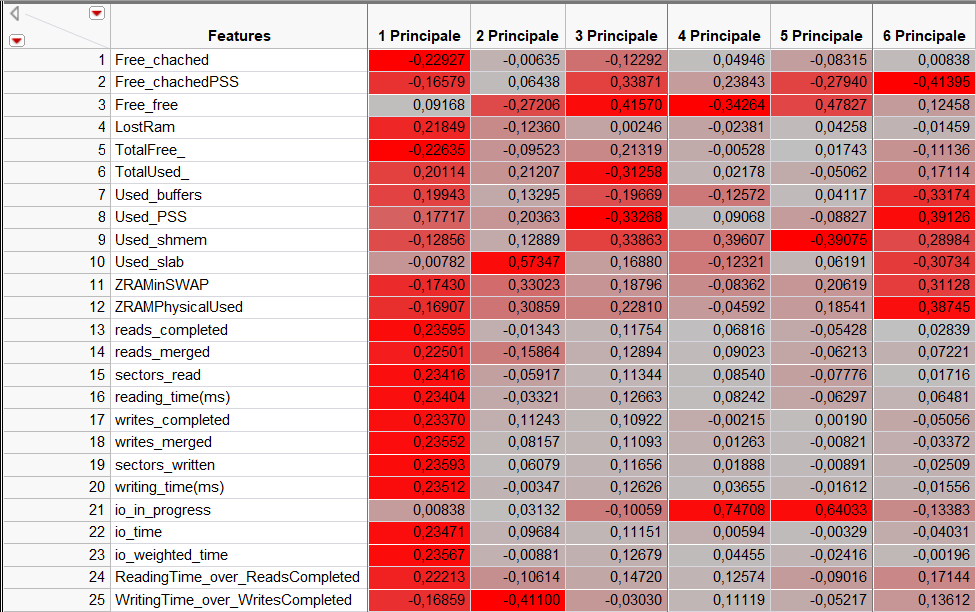 Features 1 Principale 2 Principale 3 Principale 4 Principale 5 Principale 6 Principale
1 Free_chached -0,22927 -0,00635 -0,12292 0,04946 -0,08315 0,00838
2 Free_chachedPSS -0,16579 0,06438 0,33871 0,23843 -0,27940 -0,41395
3 Free_free 0,09168 -0,27206 0,41570 -0,34264 0,47827 0,12458
4 LostRam 0,21849 -0,12360 0,00246 -0,02381 0,04258 -0,01459
5 TotalFree_ -0,22635 -0,09523 0,21319 -0,00528 0,01743 -0,11136
6 TotalUsed_ 0,20114 0,21207 -0,31258 0,02178 -0,05062 0,17114
7 Used_buffers 0,19943 0,13295 -0,19669 -0,12572 0,04117 -0,33174
8 Used_PSS 0,17717 0,20363 -0,33268 0,09068 -0,08827 0,39126
9 Used_shmem -0,12856 0,12889 0,33863 0,39607 -0,39075 0,28984
10 Used_slab -0,00782 0,57347 0,16880 -0,12321 0,06191 -0,30734
11 ZRAMinSWAP -0,17430 0,33023 0,18796 -0,08362 0,20619 0,31128
12 ZRAMPhysicalUsed -0,16907 0,30859 0,22810 -0,04592 0,18541 0,38745
13 reads_completed 0,23595 -0,01343 0,11754 0,06816 -0,05428 0,02839
14 reads_merged 0,22501 -0,15864 0,12894 0,09023 -0,06213 0,07221
15 sectors_read 0,23416 -0,05917 0,11344 0,08540 -0,07776 0,01716
16 reading_time(ms) 0,23404 -0,03321 0,12663 0,08242 -0,06297 0,06481
17 writes_completed 0,23370 0,11243 0,10922 -0,00215 0,00190 -0,05056
18 writes_merged 0,23552 0,08157 0,11093 0,01263 -0,00821 -0,03372
19 sectors_written 0,23593 0,06079 0,11656 0,01888 -0,00891 -0,02509
20 writing_time(ms) 0,23512 -0,00347 0,12626 0,03655 -0,01612 -0,01556
21 io_in_progress 0,00838 0,03132 -0,10059 0,74708 0,64033 -0,13383
22 io_time 0,23471 0,09684 0,11151 0,00594 -0,00329 -0,04031
23 io_weighted_time 0,23567 -0,00881 0,12679 0,04455 -0,02416 -0,00196
24 ReadingTime_over_ReadsCompleted 0,22213 -0,10614 0,14720 0,12574 -0,09016 0,17144
25 WritingTime_over_WritesCompleted -0,16859 -0,41100 -0,03030 0,11119 -0,05217 0,13612